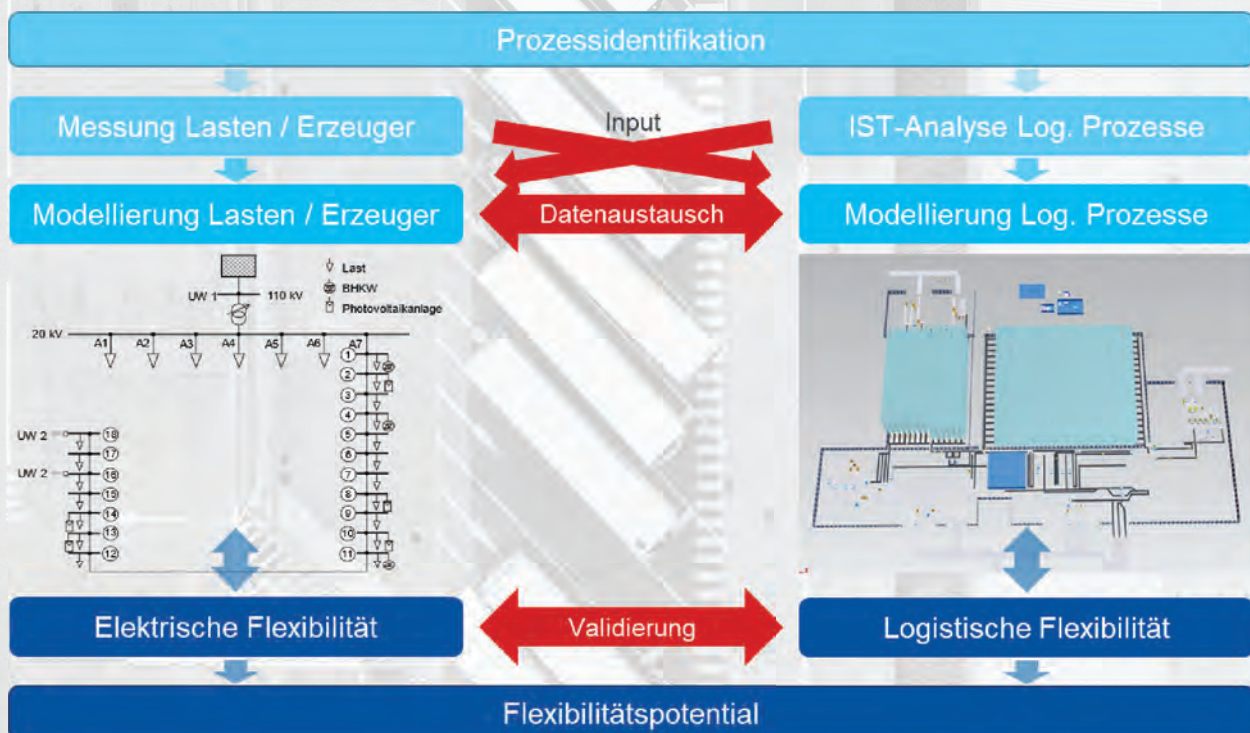 Prozessidentifikation
Messung Lasten / Erzeuger
Input
IST-Analyse Log. Prozesse
Modellierung Lasten / Erzeuger
Datenaustausch
Modellierung Log. Prozesse
Last
UW 1
110 kV
BHKW
Photovoltaikanlage
20 kV
A1
A2
A3
A4
A5
A6
A7
1
2
3
4
5
6
7
8
9
10
11
UW 2
18
17
UW 2
16
15
14
13
12
Elektrische Flexibilität
Validierung
Logistische Flexibilität
Flexibilitätspotential